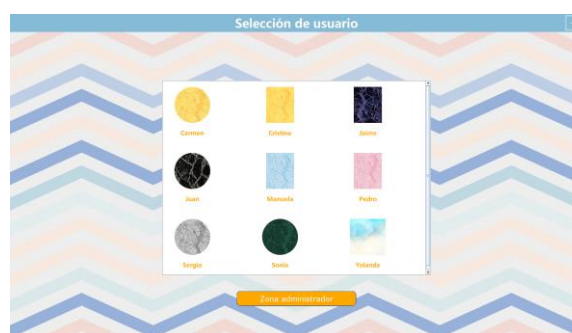 Selección de usuario
Carmen Cristina Jaime
Juan Manuela Pedro
Sergio Sonia Yolanda
Zona administrador